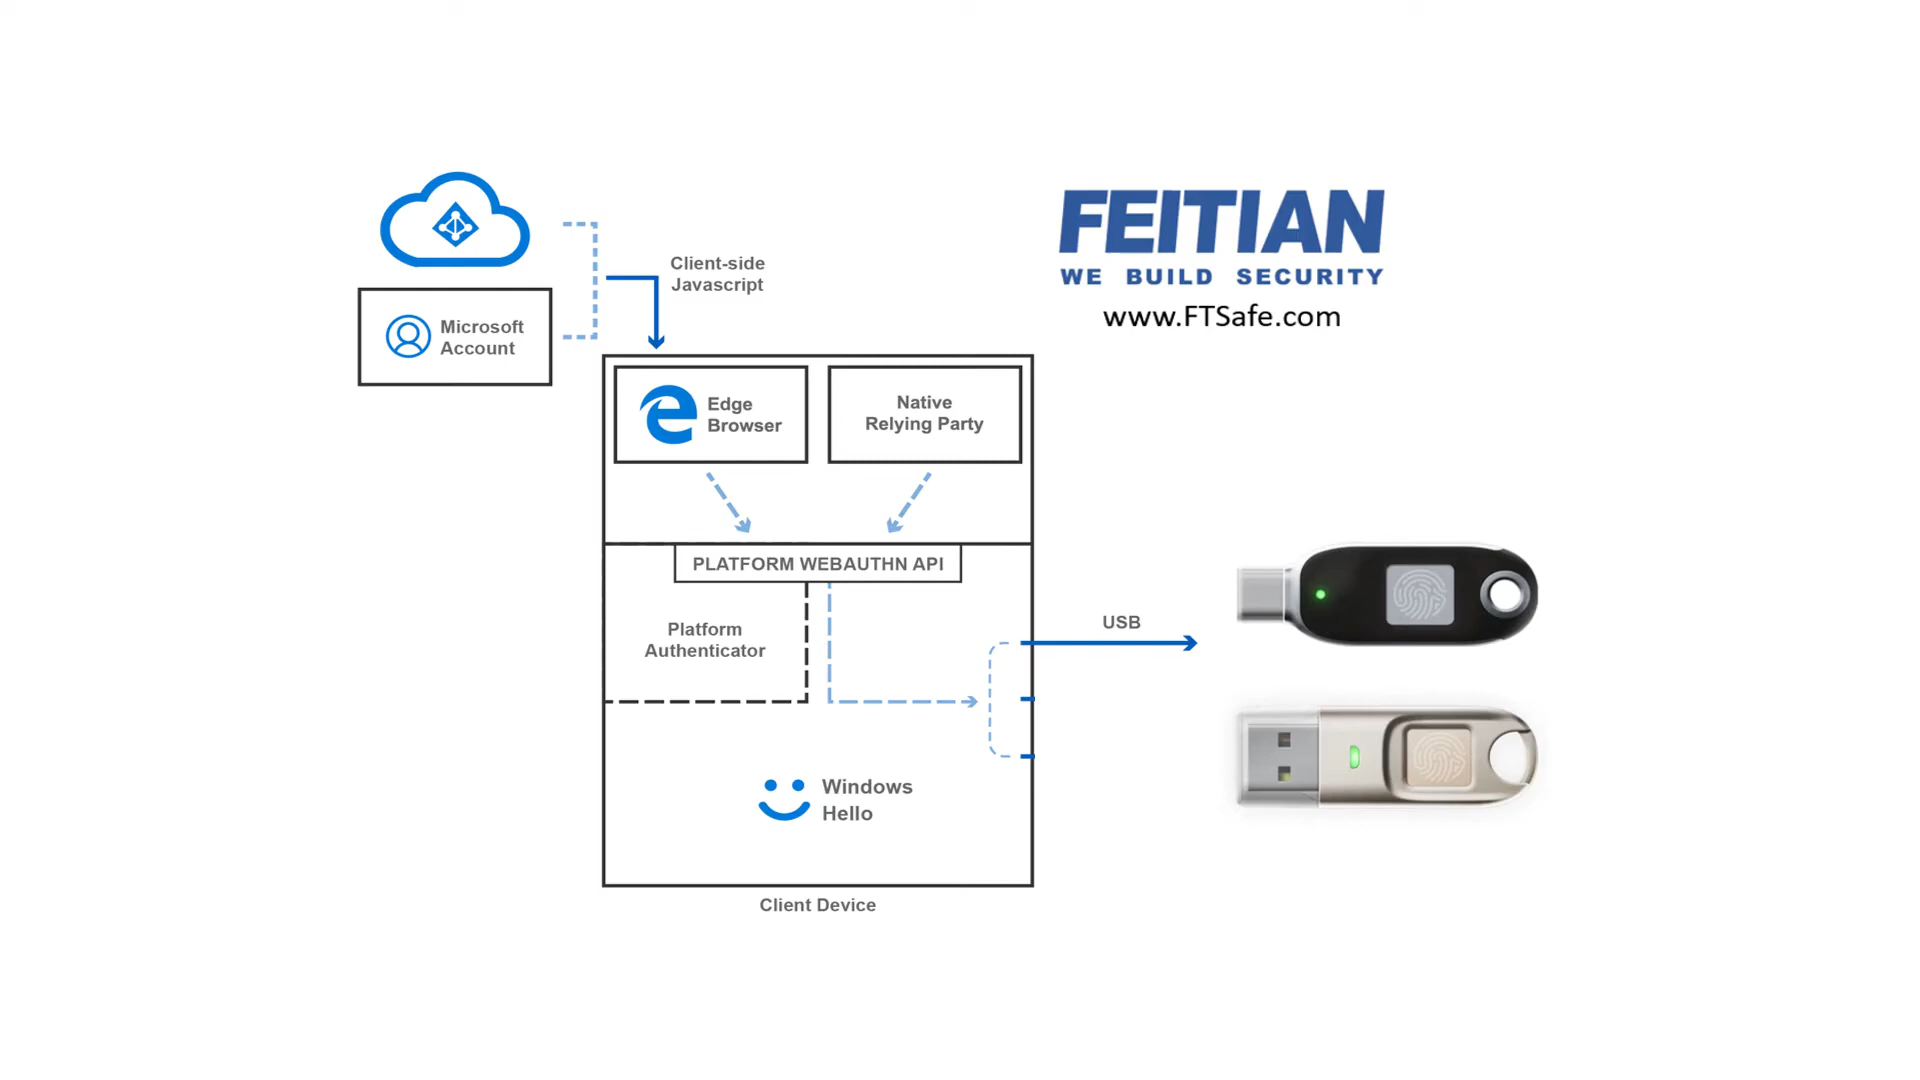 FEITIAN
WE BUILD SECURITY
www.FTSafe.com
Client-side
Javascript
Microsoft
Account
Edge
Browser
Native
Relying Party
PLATFORM WEBAUTHN API
Platform
Authenticator
USB
Windows
Hello
Client Device